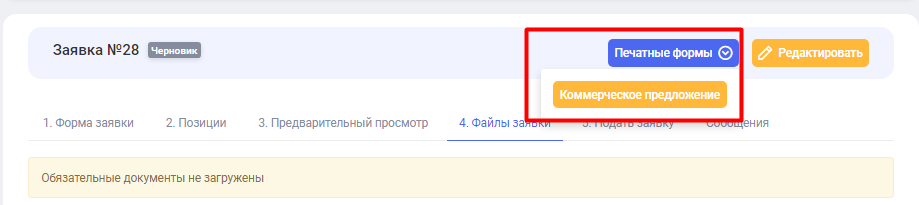 Заявка №28 Черновик Печатные формы Редактировать
Коммерческое предложение
1. Форма заявки 2. Позиции 3. Предварительный просмотр 4. Файлы заявки 5. Подать заявку Сообщения
Обязательные документы не загружены